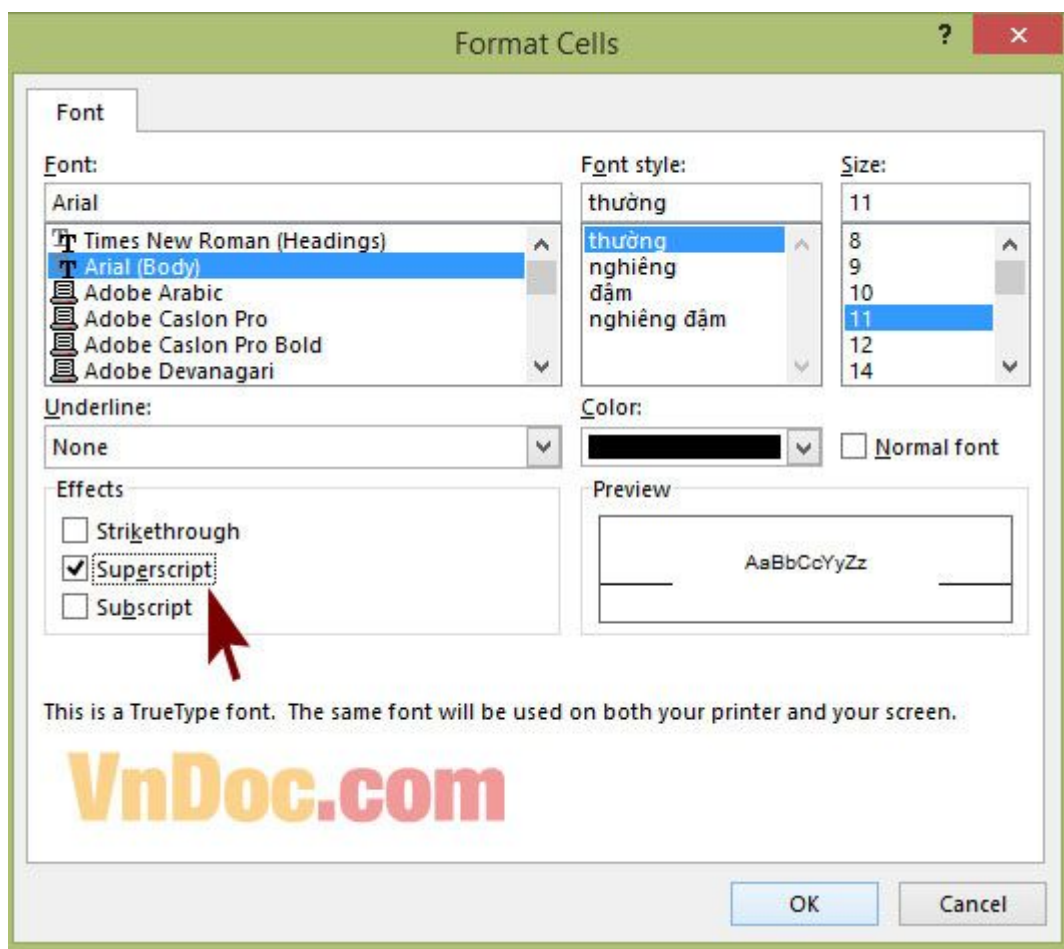 Format Cells
?
Font
Font:
Font style:
Size:
Arial
thường
11
Times New Roman (Headings)
Arial (Body)
Adobe Arabic
Adobe Caslon Pro
Adobe Caslon Pro Bold
Adobe Devanagari
thường
nghiêng
đậm
nghiêng đậm
8
9
10
11
12
14
Underline:
Color:
None
Normal font
Effects
Preview
Strikethrough
Superscript
Subscript
AaBbCcYyZz
This is a TrueType font.  The same font will be used on both your printer and your screen.
VnDoc.com
OK
Cancel